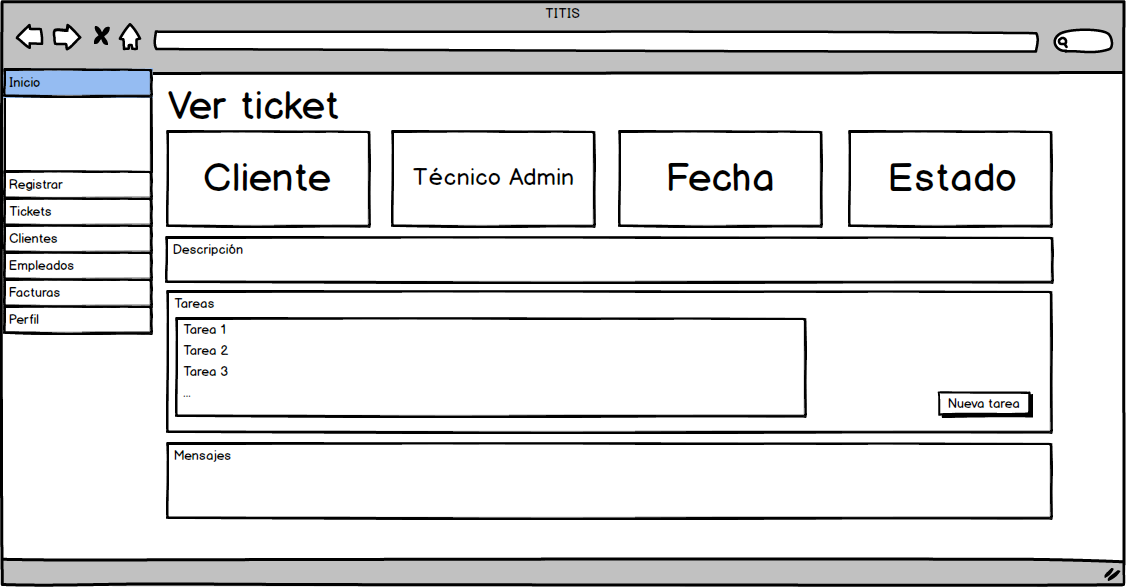 TITIS
Inicio
Registrar
Tickets
Clientes
Empleados
Facturas
Perfil
Ver ticket
Cliente
Técnico Admin
Fecha
Estado
Descripción
Tareas
Tarea 1
Tarea 2
Tarea 3
...
Nueva tarea
Mensajes